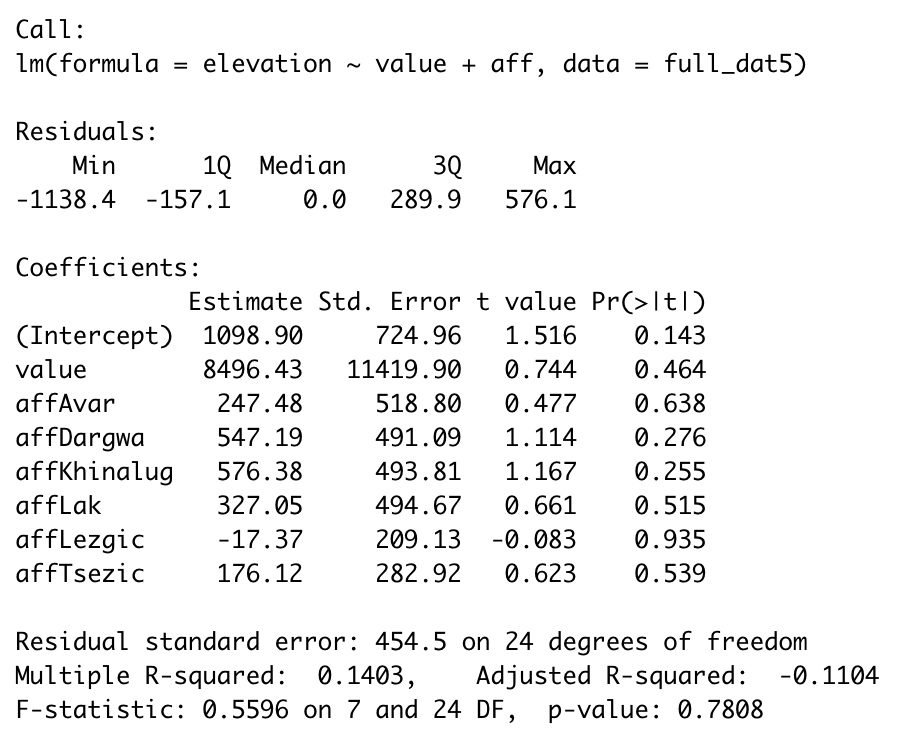 Call:
lm(formula = elevation ~ value + aff, data = full_dat5)
Residuals:
Min 1Q Median 3Q Max
-1138.4 -157.1 0.0 289.9 576.1
Coefficients:
Estimate Std. Error t value Pr(>|t|)
(Intercept) 1098.90 724.96 1.516 0.143
value 8496.43 11419.90 0.744 0.464
affAvar 247.48 518.80 0.477 0.638
affDargwa 547.19 491.09 1.114 0.276
affKhinalug 576.38 493.81 1.167 0.255
affLak 327.05 494.67 0.661 0.515
affLezgic -17.37 209.13 -0.083 0.935
affTsezic 176.12 282.92 0.623 0.539
Residual standard error: 454.5 on 24 degrees of freedom
Multiple R-squared: 0.1403, Adjusted R-squared: -0.1104
F-statistic: 0.5596 on 7 and 24 DF, p-value: 0.7808